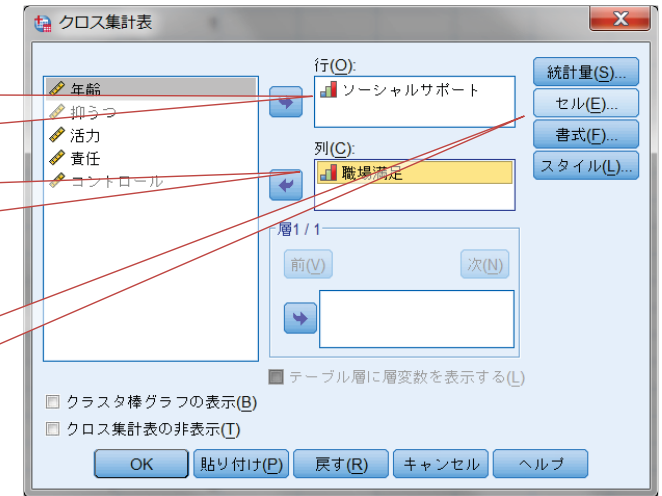 クロス集計表
年齢
抑うつ
活力
責任
コントロール
行(O):
ソーシャルサポート
列(C):
職場満足
層1 / 1
前(V)
次(N)
テーブル層に層変数を表示する(L)
統計量(S)...
セル(E)...
書式(F)...
スタイル(L)...
クラスタ棒グラフの表示(B)
クロス集計表の非表示(T)
OK
貼り付け(P)
戻す(R)
キャンセル
ヘルプ